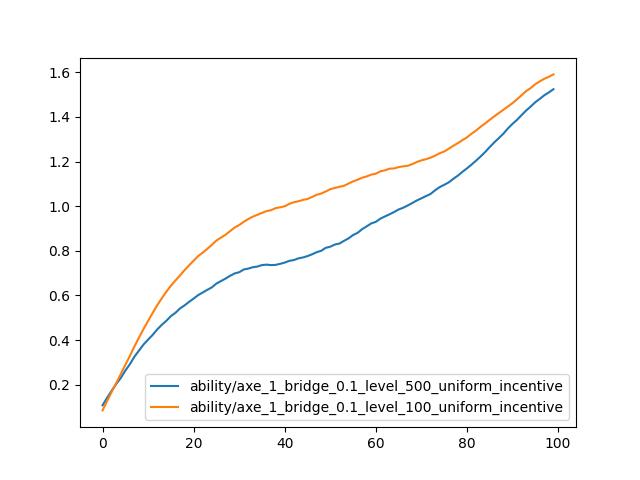 1.6
1.4
1.2
1.0
0.8
0.6
0.4
0.2
ability/axe_1_bridge_0.1_level_500_uniform_incentive
ability/axe_1_bridge_0.1_level_100_uniform_incentive
0 20 40 60 80 100